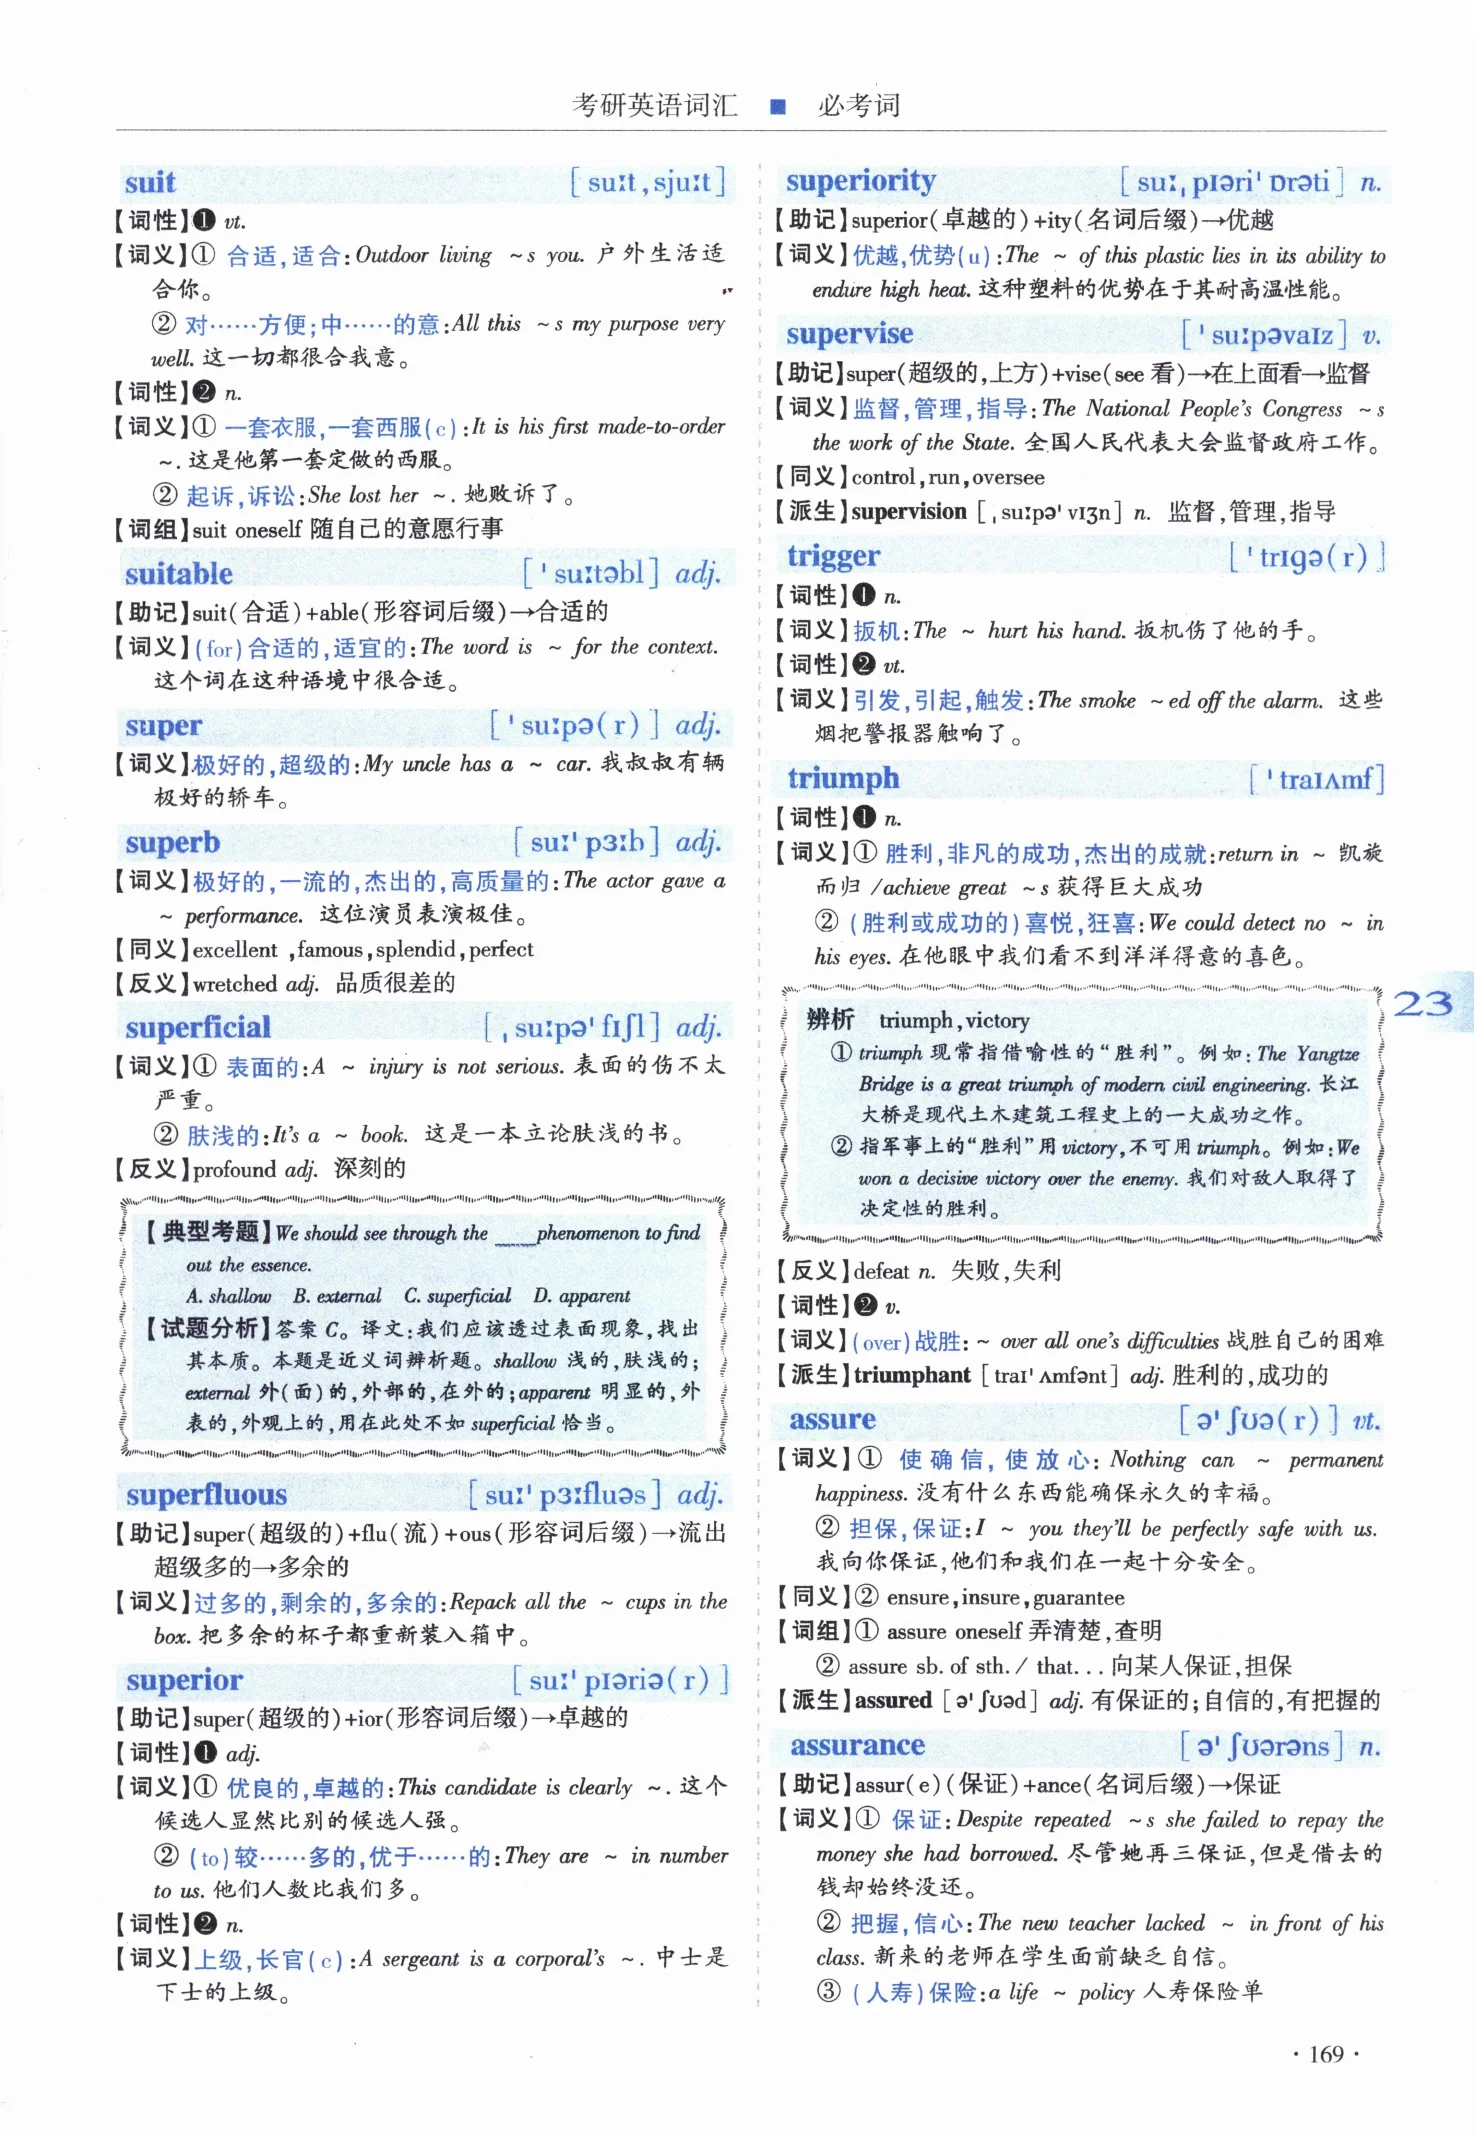 考研英语词汇 ■ 必考词
suit [suːt,sjuːt]
【词性】❶ vt.
【词义】① 合适,适合:Outdoor living ~s you. 户外生活适
合你。
② 对……方便;中……的意:All this ~s my purpose very
well. 这一切都很合我意。
【词性】❷ n.
【词义】① 一套衣服,一套西服(c):It is his first made-to-order
~. 这是他第一套定做的西服。
② 起诉,诉讼:She lost her ~. 她败诉了。
【词组】suit oneself 随自己的意愿行事
suitable [ˈsuːtəbl] adj.
【助记】suit(合适)+able(形容词后缀)→合适的
【词义】(for)合适的,适宜的:The word is ~ for the context.
这个词在这种语境中很合适。
super [ˈsuːpə(r)] adj.
【词义】极好的,超级的:My uncle has a ~ car. 我叔叔有辆
极好的轿车。
superb [suːˈpɜːb] adj.
【词义】极好的,一流的,杰出的,高质量的:The actor gave a
~ performance. 这位演员表演极佳。
【同义】excellent ,famous,splendid,perfect
【反义】wretched adj. 品质很差的
superficial [ˌsuːpəˈfɪʃl] adj.
【词义】① 表面的:A ~ injury is not serious. 表面的伤不太
严重。
② 肤浅的:It's a ~ book. 这是一本立论肤浅的书。
【反义】profound adj. 深刻的
【典型考题】We should see through the ____phenomenon to find
out the essence.
A. shallow B. external C. superficial D. apparent
【试题分析】答案 C。译文:我们应该透过表面现象,找出
其本质。本题是近义词辨析题。shallow 浅的,肤浅的;
external 外(面)的,外部的,在外的;apparent 明显的,外
表的,外观上的,用在此处不如 superficial 恰当。
superfluous [suːˈpɜːfluəs] adj.
【助记】super(超级的)+flu(流)+ous(形容词后缀)→流出
超级多的→多余的
【词义】过多的,剩余的,多余的:Repack all the ~ cups in the
box. 把多余的杯子都重新装入箱中。
superior [suːˈpɪəriə(r)]
【助记】super(超级的)+ior(形容词后缀)→卓越的
【词性】❶ adj.
【词义】① 优良的,卓越的:This candidate is clearly ~. 这个
候选人显然比别的候选人强。
② (to)较……多的,优于……的:They are ~ in number
to us. 他们人数比我们多。
【词性】❷ n.
【词义】上级,长官(c):A sergeant is a corporal's ~. 中士是
下士的上级。
superiority [suːˌpɪəriˈɒrəti] n.
【助记】superior(卓越的)+ity(名词后缀)→优越
【词义】优越,优势(u):The ~ of this plastic lies in its ability to
endure high heat. 这种塑料的优势在于其耐高温性能。
supervise [ˈsuːpəvaɪz] v.
【助记】super(超级的,上方)+vise(see 看)→在上面看→监督
【词义】监督,管理,指导:The National People's Congress ~s
the work of the State. 全国人民代表大会监督政府工作。
【同义】control,run,oversee
【派生】supervision [ˌsuːpəˈvɪʒn] n. 监督,管理,指导
trigger [ˈtrɪgə(r)]
【词性】❶ n.
【词义】扳机:The ~ hurt his hand. 扳机伤了他的手。
【词性】❷ vt.
【词义】引发,引起,触发:The smoke ~ed off the alarm. 这些
烟把警报器触响了。
triumph [ˈtraɪʌmf]
【词性】❶ n.
【词义】① 胜利,非凡的成功,杰出的成就:return in ~ 凯旋
而归 /achieve great ~s 获得巨大成功
② (胜利或成功的)喜悦,狂喜:We could detect no ~ in
his eyes. 在他眼中我们看不到洋洋得意的喜色。
辨析 triumph,victory
① triumph 现常指借喻性的“胜利”。例如:The Yangtze
Bridge is a great triumph of modern civil engineering. 长江
大桥是现代土木建筑工程史上的一大成功之作。
② 指军事上的“胜利”用 victory,不可用 triumph。例如:We
won a decisive victory over the enemy. 我们对敌人取得了
决定性的胜利。
23
【反义】defeat n. 失败,失利
【词性】❷ v.
【词义】(over)战胜:~ over all one's difficulties 战胜自己的困难
【派生】triumphant [traɪˈʌmfənt] adj. 胜利的,成功的
assure [əˈʃʊə(r)] vt.
【词义】① 使确信,使放心:Nothing can ~ permanent
happiness. 没有什么东西能确保永久的幸福。
② 担保,保证:I ~ you they'll be perfectly safe with us.
我向你保证,他们和我们在一起十分安全。
【同义】② ensure,insure,guarantee
【词组】① assure oneself 弄清楚,查明
② assure sb. of sth. / that... 向某人保证,担保
【派生】assured [əˈʃʊəd] adj. 有保证的;自信的,有把握的
assurance [əˈʃʊərəns] n.
【助记】assur(e)(保证)+ance(名词后缀)→保证
【词义】① 保证:Despite repeated ~s she failed to repay the
money she had borrowed. 尽管她再三保证,但是借去的
钱却始终没还。
② 把握,信心:The new teacher lacked ~ in front of his
class. 新来的老师在学生面前缺乏自信。
③ (人寿)保险:a life ~ policy 人寿保险单
·169·